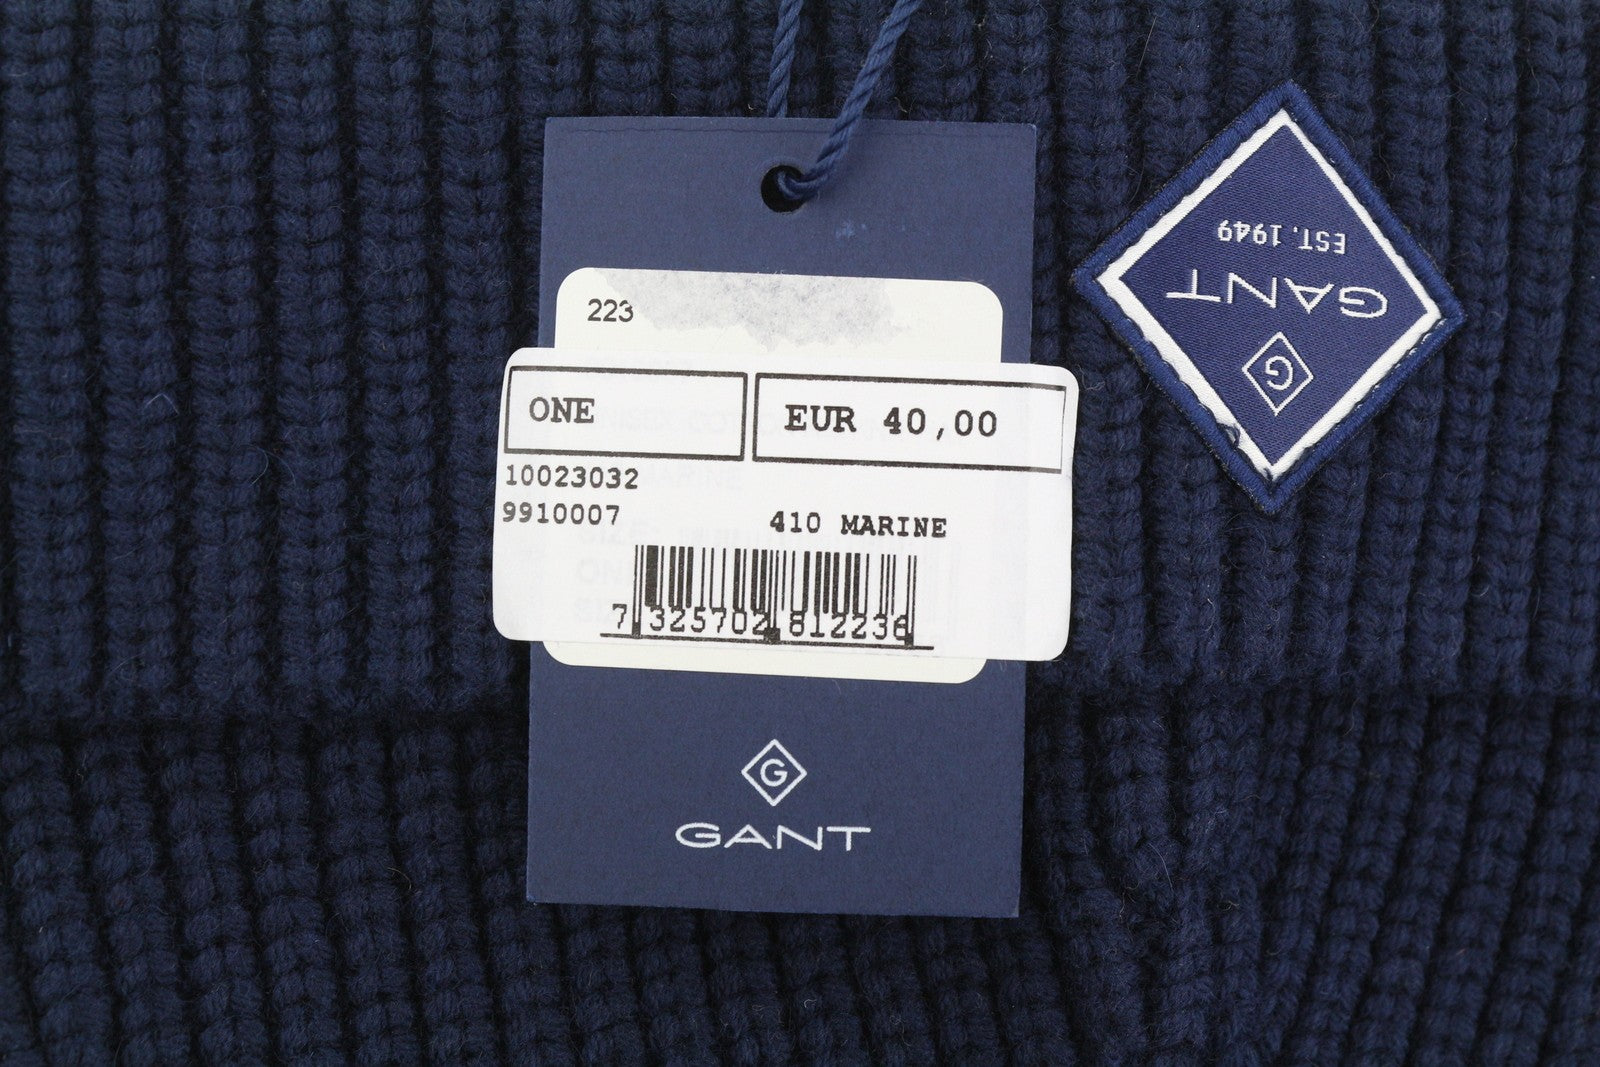 223
ONE
EUR 40,00
10023032
9910007
410 MARINE
7 325702 812236
G
GANT
G
GANT
EST. 1949